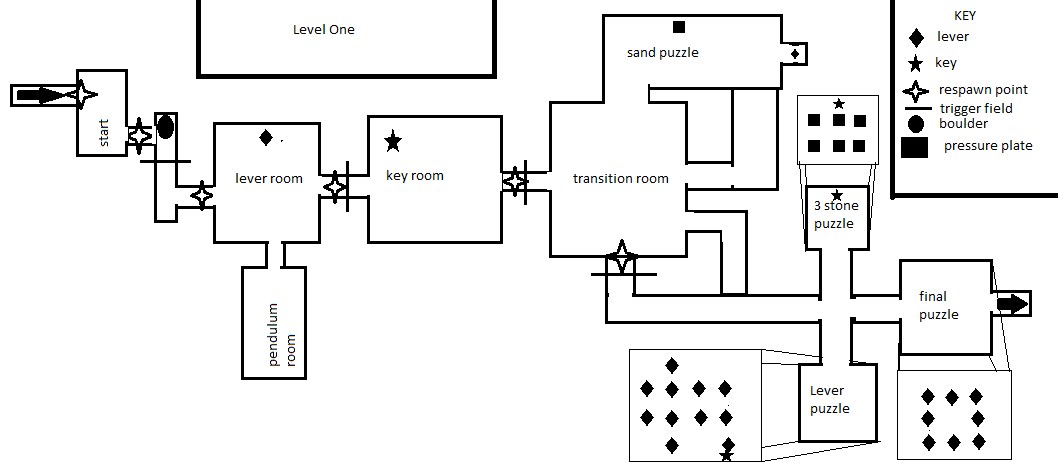 Level One
KEY
lever
key
respawn point
trigger field
boulder
pressure plate
sand puzzle
start
lever room
key room
transition room
3 stone
puzzle
pendulum
room
final
puzzle
Lever
puzzle